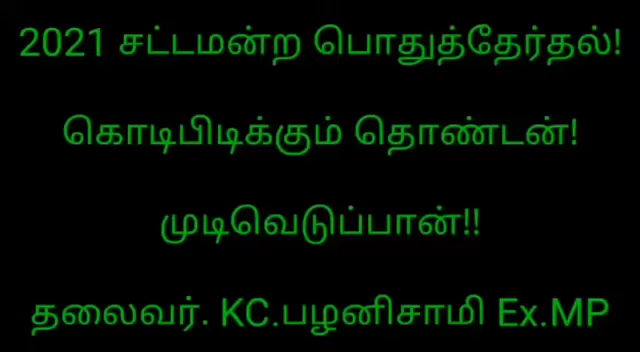 2021 சட்டமன்ற பொதுத்தேர்தல்!
கொடிபிடிக்கும் தொண்டன்!
முடிவெடுப்பான்!!
தலைவர். KC.பழனிசாமி Ex.MP